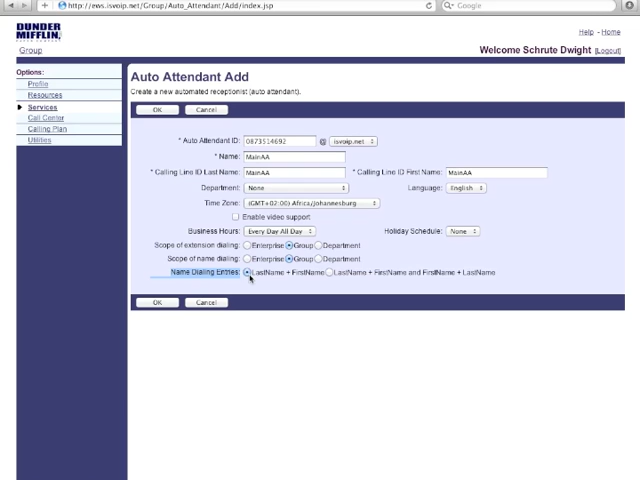 http://ews.isvoip.net/Group/Auto_Attendant/Add/index.jsp
Google
DUNDER
MIFFLIN,
Help - Home
Group
Welcome Schrute Dwight [Logout]
Options:
Profile
Resources
Services
Call Center
Calling Plan
Utilities
Auto Attendant Add
Create a new automated receptionist (auto attendant).
OK Cancel
* Auto Attendant ID: 0873514692 @ isvoip.net
* Name: MainAA
* Calling Line ID Last Name: MainAA * Calling Line ID First Name: MainAA
Department: None Language: English
Time Zone: (GMT+02:00) Africa/Johannesburg
Enable video support
Business Hours: Every Day All Day Holiday Schedule: None
Scope of extension dialing: Enterprise Group Department
Scope of name dialing: Enterprise Group Department
Name Dialing Entries: LastName + FirstName LastName + FirstName and FirstName + LastName
OK Cancel